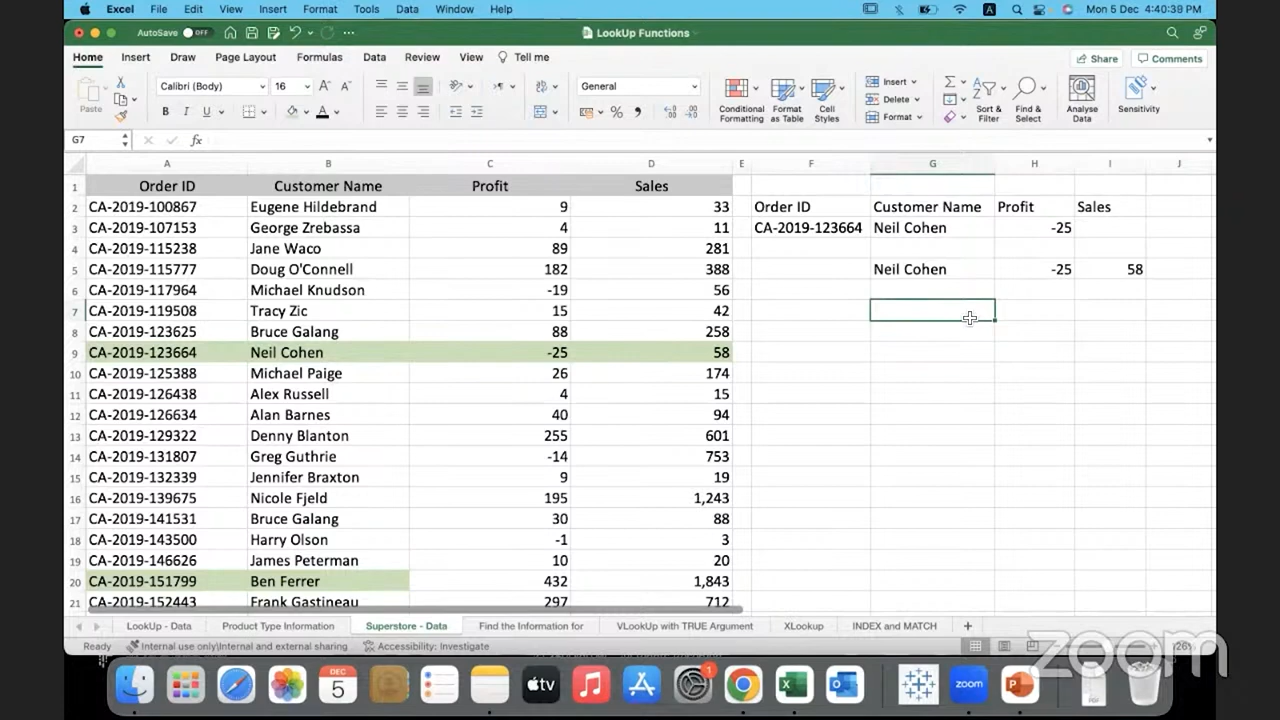 Excel File Edit View Insert Format Tools Data Window Help A Mon 5 Dec 4:40:39 PM
AutoSave OFF LookUp Functions
Home Insert Draw Page Layout Formulas Data Review View Tell me Share Comments
Paste Calibri (Body) 16 General Conditional Formatting Format as Table Cell Styles Insert Delete Format Sort & Filter Find & Select Analyse Data Sensitivity
G7 fx
A B C D E F G H I J
1 Order ID Customer Name Profit Sales
2 CA-2019-100867 Eugene Hildebrand 9 33 Order ID Customer Name Profit Sales
3 CA-2019-107153 George Zrebassa 4 11 CA-2019-123664 Neil Cohen -25
4 CA-2019-115238 Jane Waco 89 281
5 CA-2019-115777 Doug O'Connell 182 388 Neil Cohen -25 58
6 CA-2019-117964 Michael Knudson -19 56
7 CA-2019-119508 Tracy Zic 15 42
8 CA-2019-123625 Bruce Galang 88 258
9 CA-2019-123664 Neil Cohen -25 58
10 CA-2019-125388 Michael Paige 26 174
11 CA-2019-126438 Alex Russell 4 15
12 CA-2019-126634 Alan Barnes 40 94
13 CA-2019-129322 Denny Blanton 255 601
14 CA-2019-131807 Greg Guthrie -14 753
15 CA-2019-132339 Jennifer Braxton 9 19
16 CA-2019-139675 Nicole Fjeld 195 1,243
17 CA-2019-141531 Bruce Galang 30 88
18 CA-2019-143500 Harry Olson -1 3
19 CA-2019-146626 James Peterman 10 20
20 CA-2019-151799 Ben Ferrer 432 1,843
21 CA-2019-152443 Frank Gastineau 297 712
LookUp - Data Product Type Information Superstore - Data Find the Information for VLookUp with TRUE Argument XLookup INDEX and MATCH
Ready Internal use only\Internal and external sharing Accessibility: Investigate
zoom
DEC 5 tv 1 zoom